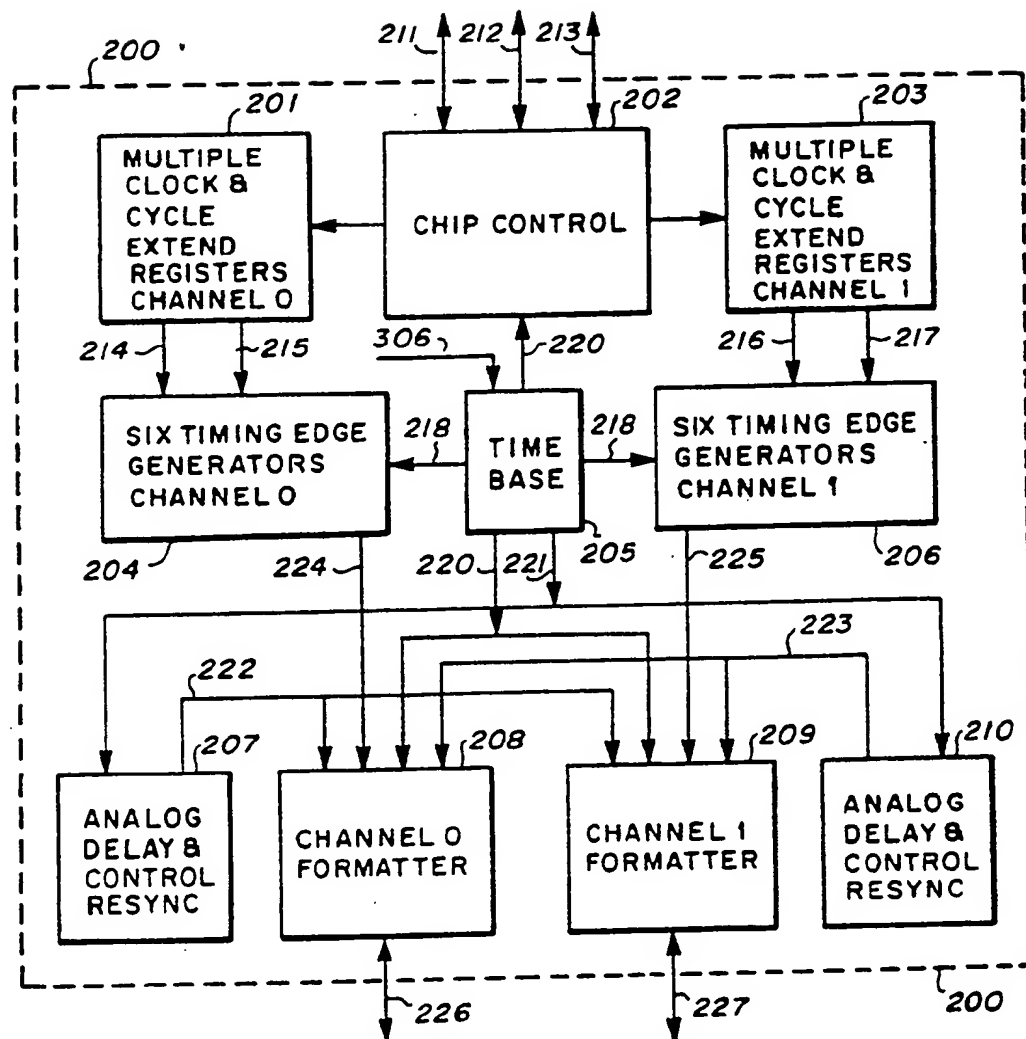 200
211
212
213
201
202
203
MULTIPLE
CLOCK &
CYCLE
EXTEND
REGISTERS
CHANNEL 0
CHIP CONTROL
MULTIPLE
CLOCK &
CYCLE
EXTEND
REGISTERS
CHANNEL 1
214
215
306
220
216
217
SIX TIMING EDGE
GENERATORS
CHANNEL 0
218
TIME
BASE
218
SIX TIMING EDGE
GENERATORS
CHANNEL 1
204
224
220
221
205
225
206
222
223
207
208
209
210
ANALOG
DELAY &
CONTROL
RESYNC
CHANNEL 0
FORMATTER
CHANNEL 1
FORMATTER
ANALOG
DELAY &
CONTROL
RESYNC
226
227
200